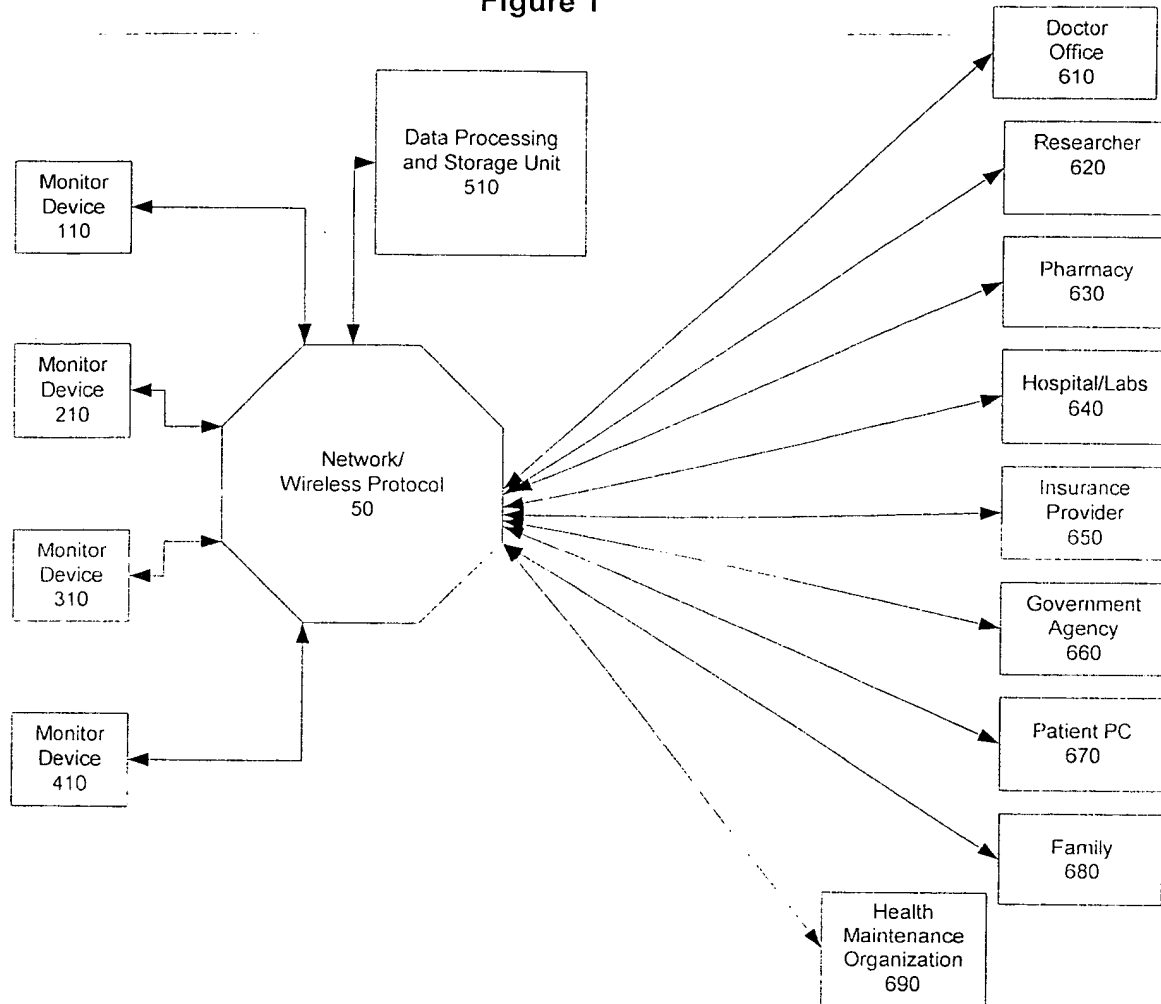 Figure 1
Doctor
Office
610
Data Processing
and Storage Unit
510
Researcher
620
Monitor
Device
110
Pharmacy
630
Monitor
Device
210
Hospital/Labs
640
Network/
Wireless Protocol
50
Insurance
Provider
650
Monitor
Device
310
Government
Agency
660
Monitor
Device
410
Patient PC
670
Family
680
Health
Maintenance
Organization
690